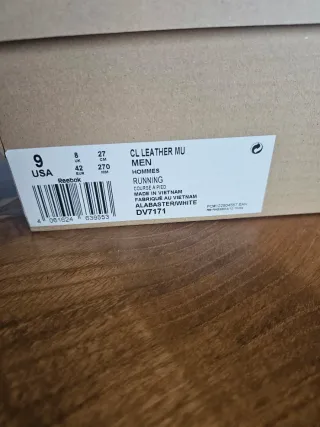 9
USA
8
UK
27
CM
42
EUR
270
MM
Reebok
CL LEATHER MU
MEN
HOMMES
RUNNING
COURSE A PIED
MADE IN VIETNAM
FABRIQUE AU VIETNAM
ALABASTER/WHITE
DV7171